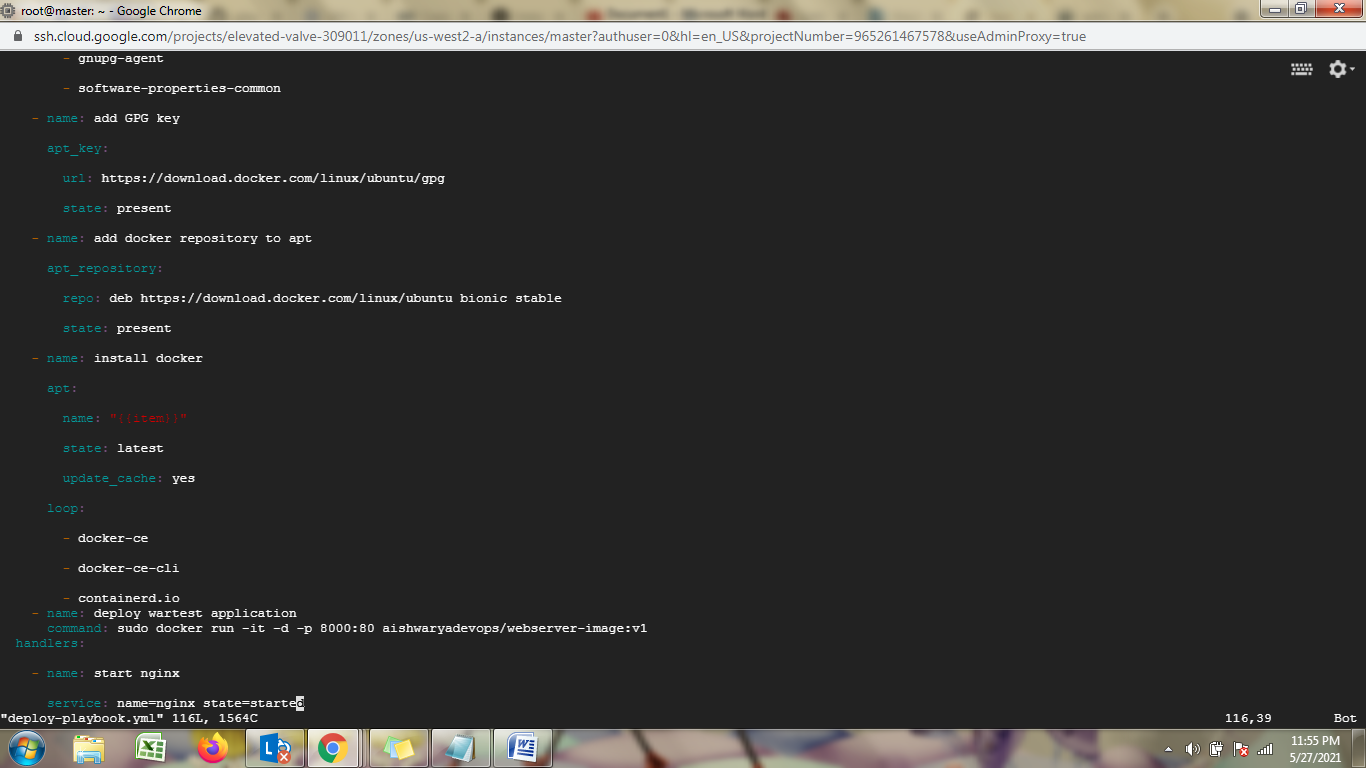 root@master: ~ - Google Chrome
ssh.cloud.google.com/projects/elevated-valve-309011/zones/us-west2-a/instances/master?authuser=0&hl=en_US&projectNumber=965261467578&useAdminProxy=true
- gnupg-agent
- software-properties-common
- name: add GPG key
apt_key:
url: https://download.docker.com/linux/ubuntu/gpg
state: present
- name: add docker repository to apt
apt_repository:
repo: deb https://download.docker.com/linux/ubuntu bionic stable
state: present
- name: install docker
apt:
name: "{{item}}"
state: latest
update_cache: yes
loop:
- docker-ce
- docker-ce-cli
- containerd.io
- name: deploy wartest application
command: sudo docker run -it -d -p 8000:80 aishwaryadevops/webserver-image:v1
handlers:
- name: start nginx
service: name=nginx state=started
"deploy-playbook.yml" 116L, 1564C 116,39 Bot
11:55 PM
5/27/2021